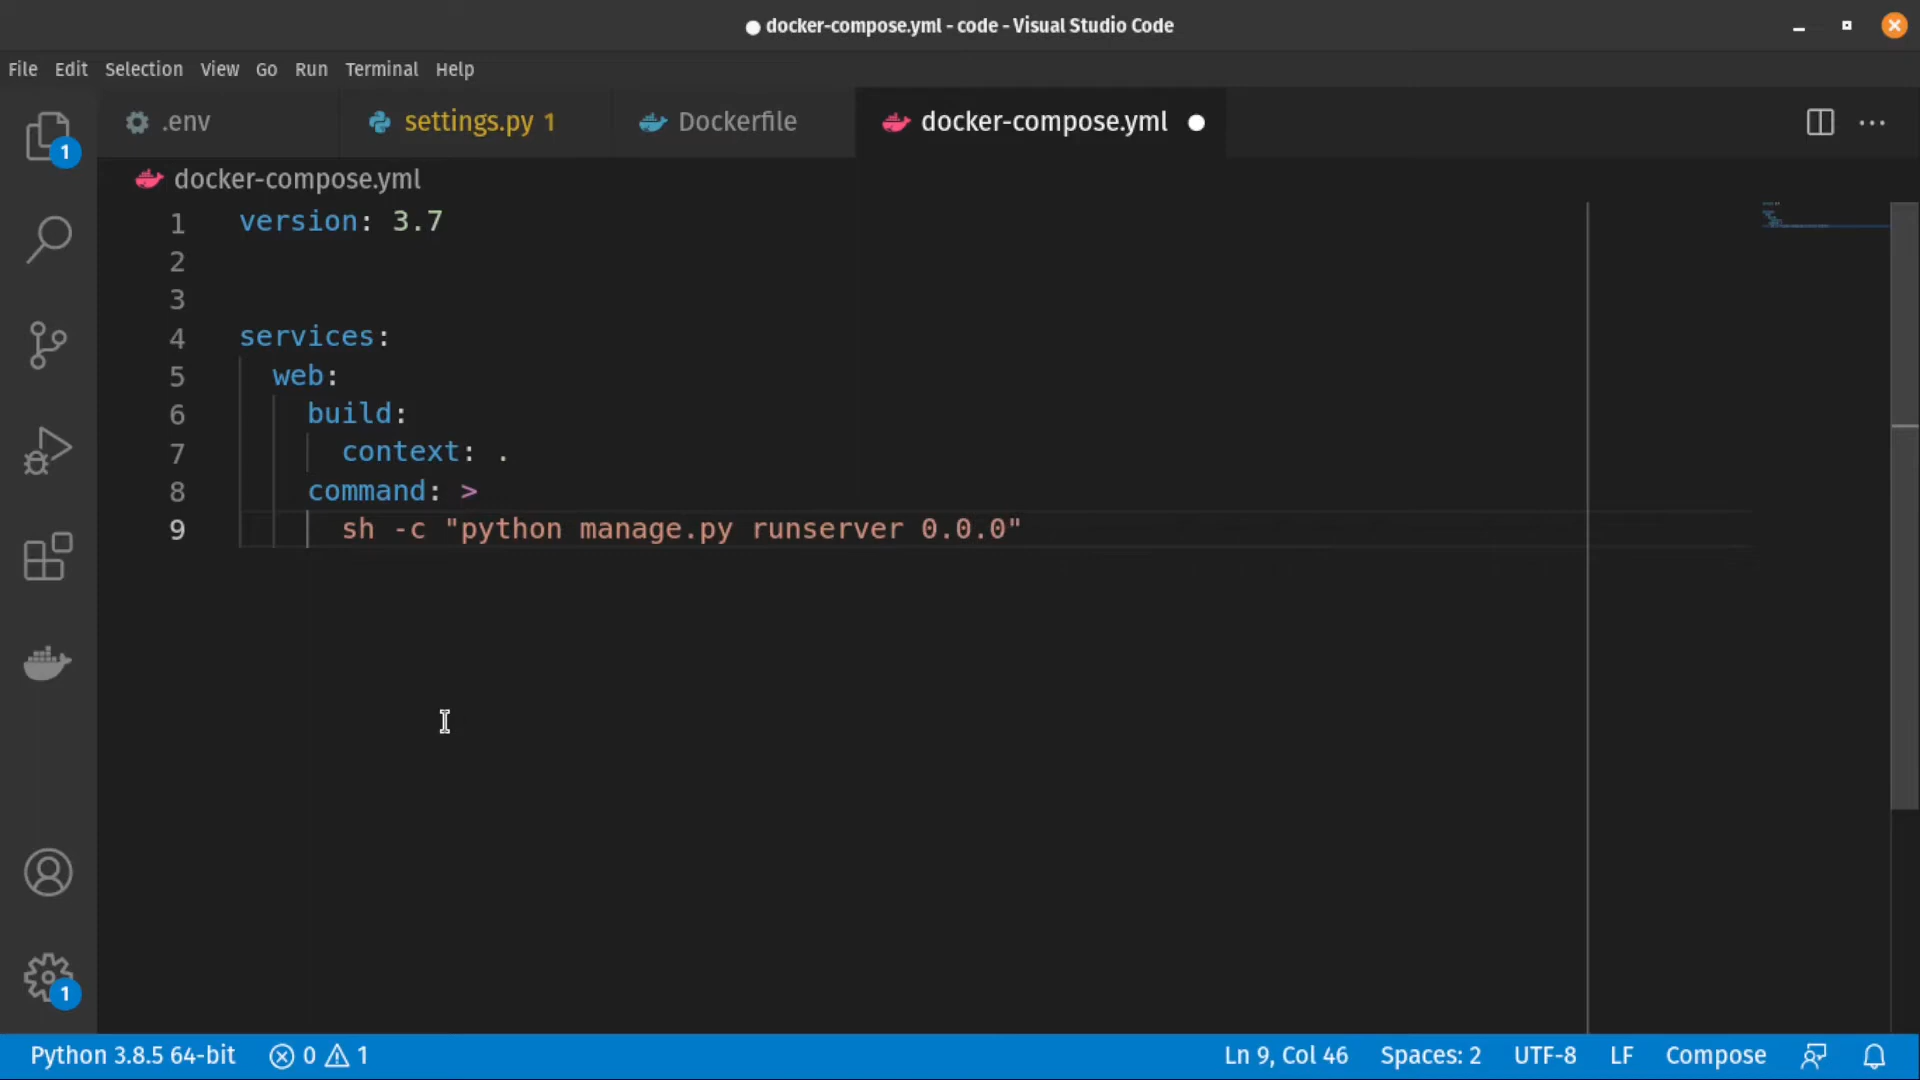 docker-compose.yml - code - Visual Studio Code
File Edit Selection View Go Run Terminal Help
.env settings.py 1 Dockerfile docker-compose.yml
1
docker-compose.yml
1 version: 3.7
2
3
4 services:
5 web:
6 build:
7 context: .
8 command: >
9 sh -c "python manage.py runserver 0.0.0"
1
Python 3.8.5 64-bit 0 1 Ln 9, Col 46 Spaces: 2 UTF-8 LF Compose